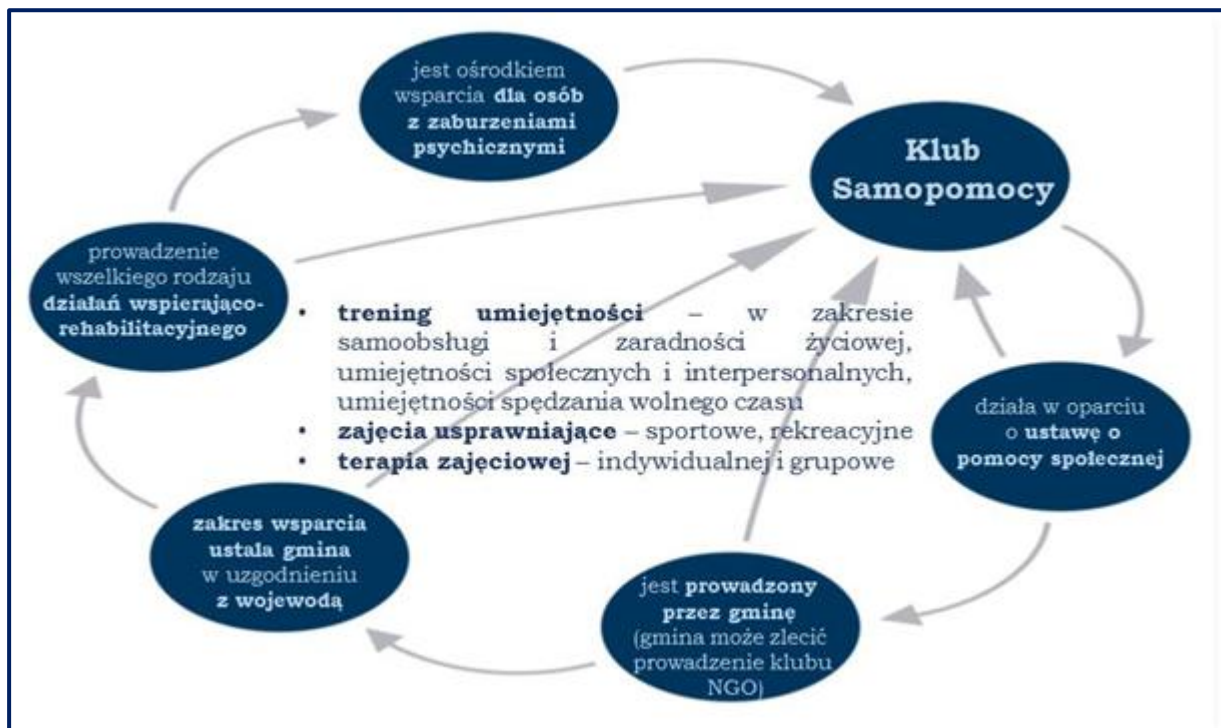 jest ośrodkiem
wsparcia dla osób
z zaburzeniami
psychicznymi
Klub
Samopomocy
prowadzenie
wszelkiego rodzaju
działań wspierająco-
rehabilitacyjnego
• trening umiejętności – w zakresie
samoobsługi i zaradności życiowej,
umiejętności społecznych i interpersonalnych,
umiejętności spędzania wolnego czasu
• zajęcia usprawniające – sportowe, rekreacyjne
• terapia zajęciowej – indywidualnej i grupowe
działa w oparciu
o ustawę o
pomocy społecznej
zakres wsparcia
ustala gmina
w uzgodnieniu
z wojewodą
jest prowadzony
przez gminę
(gmina może zlecić
prowadzenie klubu
NGO)